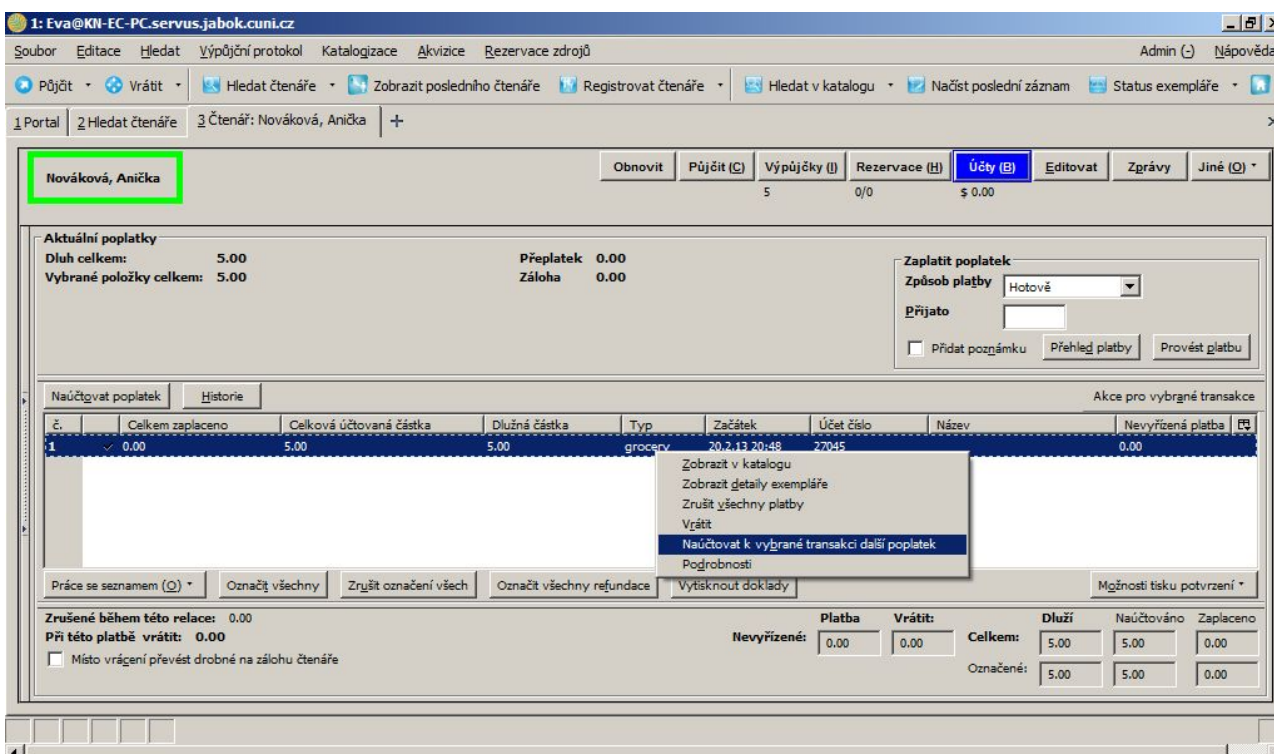 1: Eva@KN-EC-PC.servus.jabok.cuni.cz
Soubor Editace Hledat Výpůjční protokol Katalogizace Akvizice Rezervace zdrojů Admin (-) Nápověda
Půjčit Vrátit Hledat čtenáře Zobrazit posledního čtenáře Registrovat čtenáře Hledat v katalogu Načíst poslední záznam Status exempláře
1 Portal 2 Hledat čtenáře 3 Čtenář: Nováková, Anička
Nováková, Anička Obnovit Půjčit (C) Výpůjčky (I) Rezervace (H) Účty (B) Editovat Zprávy Jiné (O)
5 0/0 $ 0.00
Aktuální poplatky
Dluh celkem: 5.00 Přeplatek 0.00
Vybrané položky celkem: 5.00 Záloha 0.00
Zaplatit poplatek
Způsob platby Hotově
Přijato
Přidat poznámku Přehled platby Provést platbu
Naúčtovat poplatek Historie Akce pro vybrané transakce
č. Celkem zaplaceno Celková účtovaná částka Dlužná částka Typ Začátek Účet číslo Název Nevyřízená platba
1 0.00 5.00 5.00 grocery 20.2.13 20:48 27045 0.00
Zobrazit v katalogu
Zobrazit detaily exempláře
Zrušit všechny platby
Vrátit
Naúčtovat k vybrané transakci další poplatek
Podrobnosti
Práce se seznamem (O) Označit všechny Zrušit označení všech Označit všechny refundace Vytisknout doklady Možnosti tisku potvrzení
Zrušené během této relace: 0.00 Platba Vrátit: Dluží Naúčtováno Zaplaceno
Při této platbě vrátit: 0.00 Nevyřízené: 0.00 0.00 Celkem: 5.00 5.00 0.00
Místo vrácení převést drobné na zálohu čtenáře Označené: 5.00 5.00 0.00